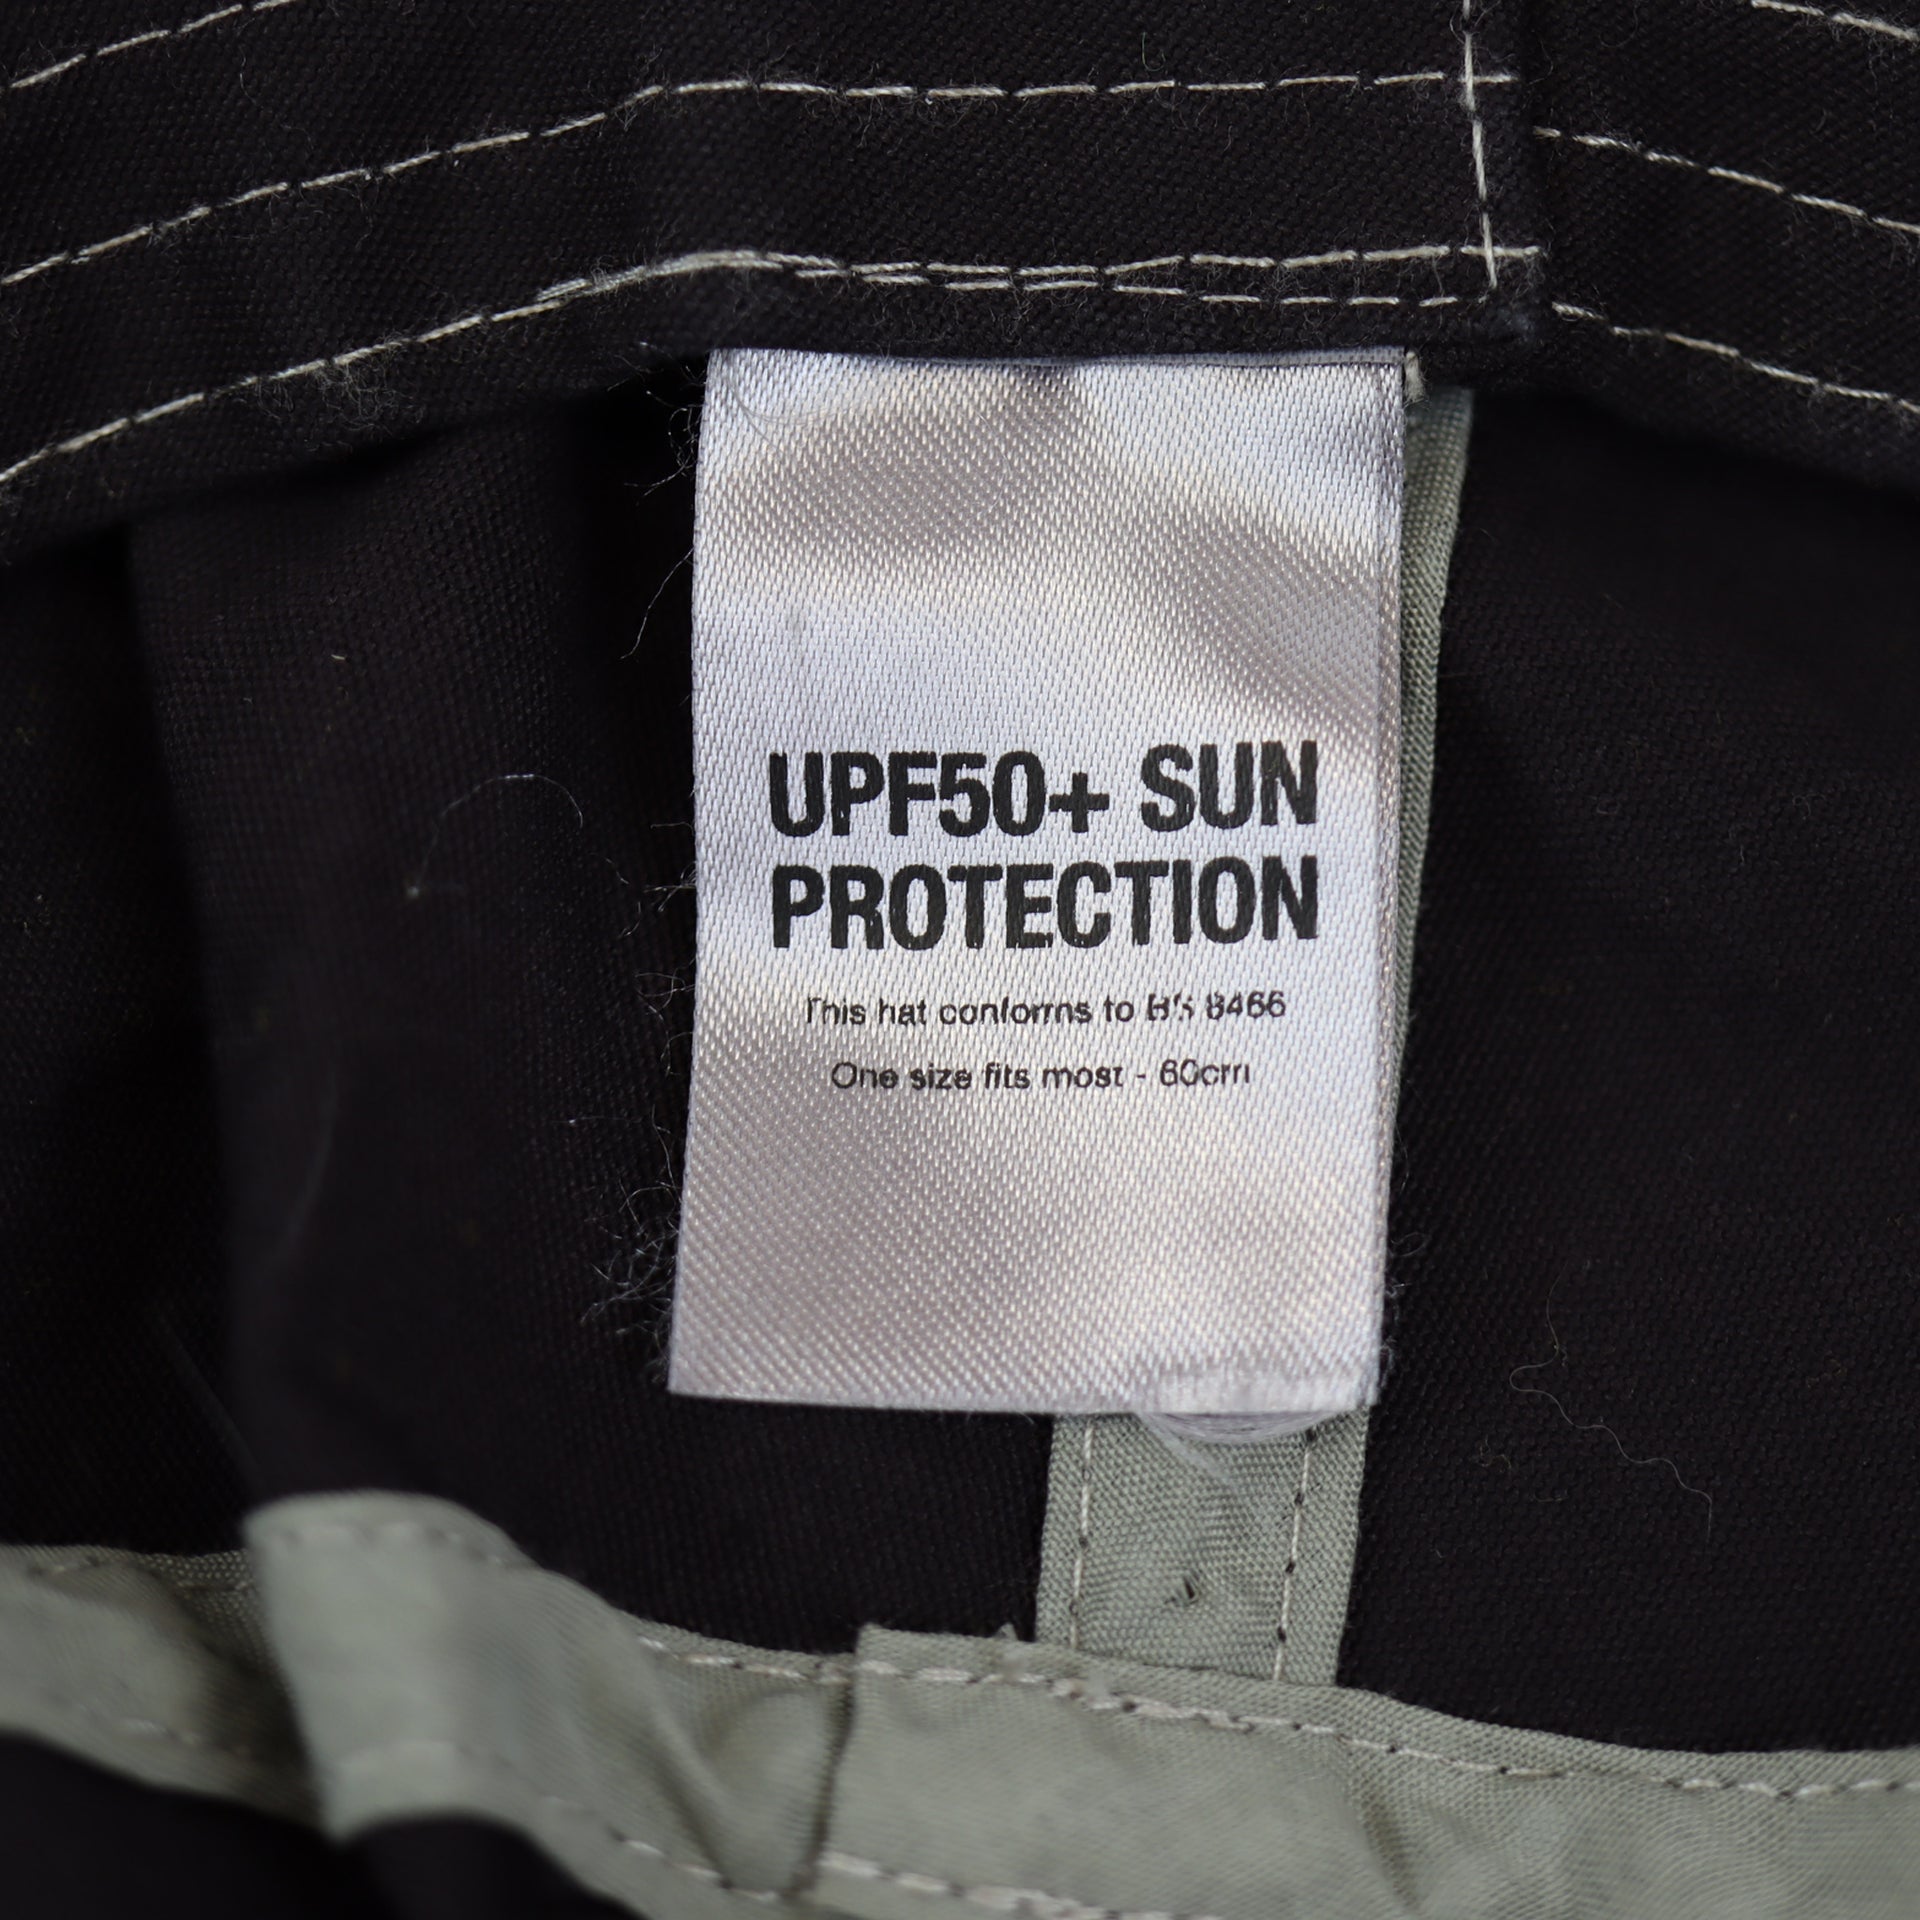 UPF50+ SUN
PROTECTION
This hat conforms to BS 8466
One size fits most - 60cm